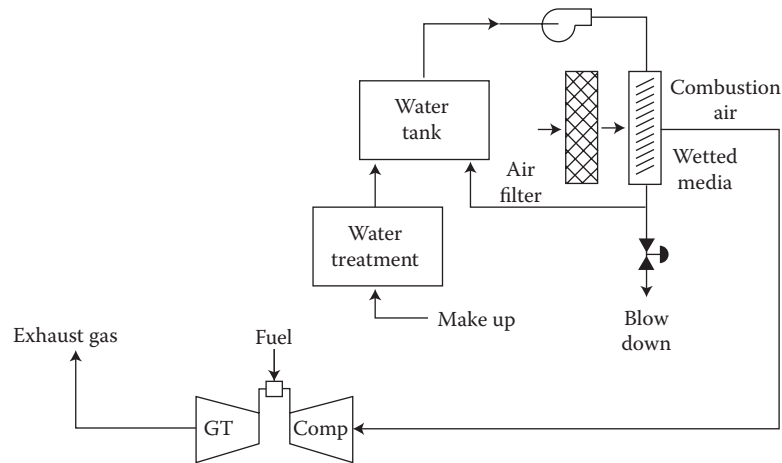 Water
tank
Combustion
air
Air
filter
Wetted
media
Water
treatment
Make up
Blow
down
Exhaust gas
Fuel
GT
Comp